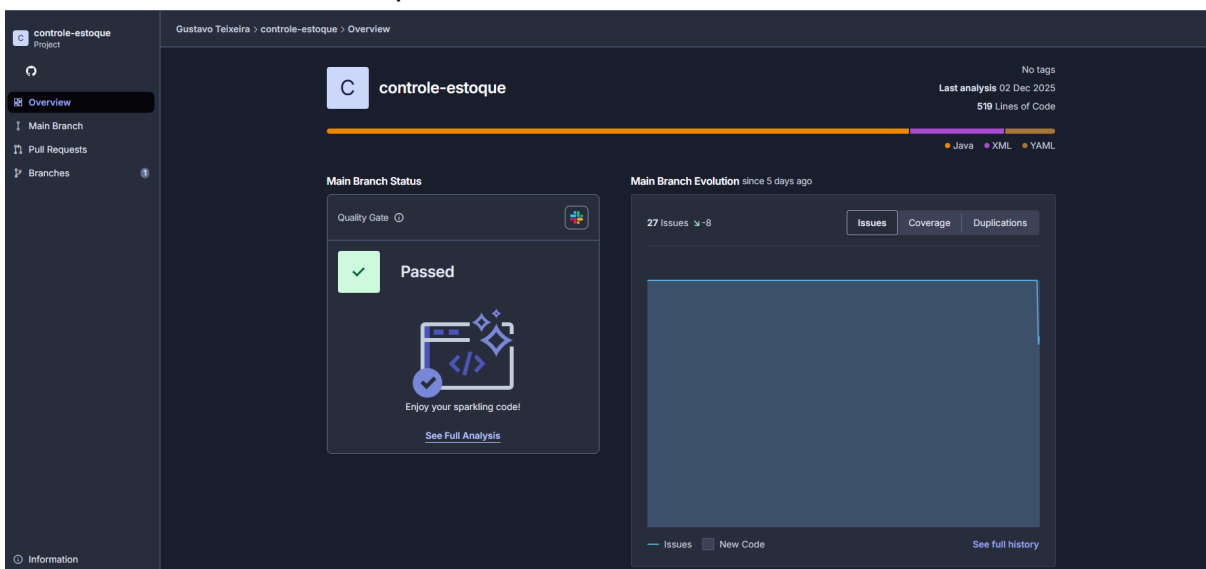 C controle-estoque
Project
Gustavo Teixeira > controle-estoque > Overview
Overview
Main Branch
Pull Requests
Branches 1
Information
C controle-estoque
No tags
Last analysis 02 Dec 2025
519 Lines of Code
Java XML YAML
Main Branch Status
Quality Gate
Passed
Enjoy your sparkling code!
See Full Analysis
Main Branch Evolution since 5 days ago
27 Issues -8
Issues Coverage Duplications
Issues New Code See full history